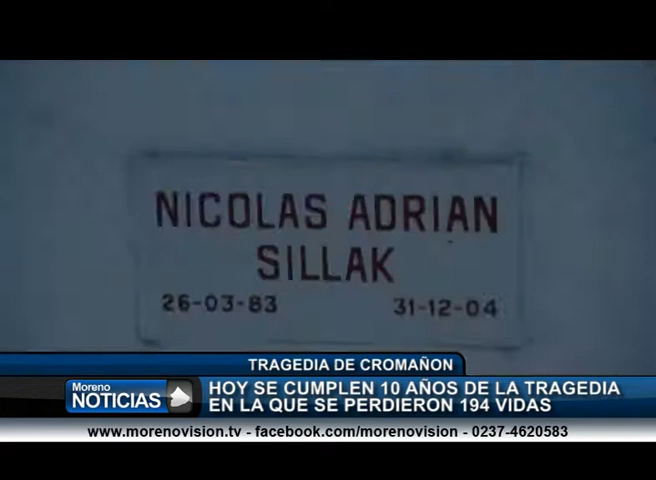 NICOLAS ADRIAN
SILLAK
26-03-83 31-12-04
TRAGEDIA DE CROMAÑON
Moreno
NOTICIAS
HOY SE CUMPLEN 10 AÑOS DE LA TRAGEDIA
EN LA QUE SE PERDIERON 194 VIDAS
www.morenovision.tv - facebook.com/morenovision - 0237-4620583